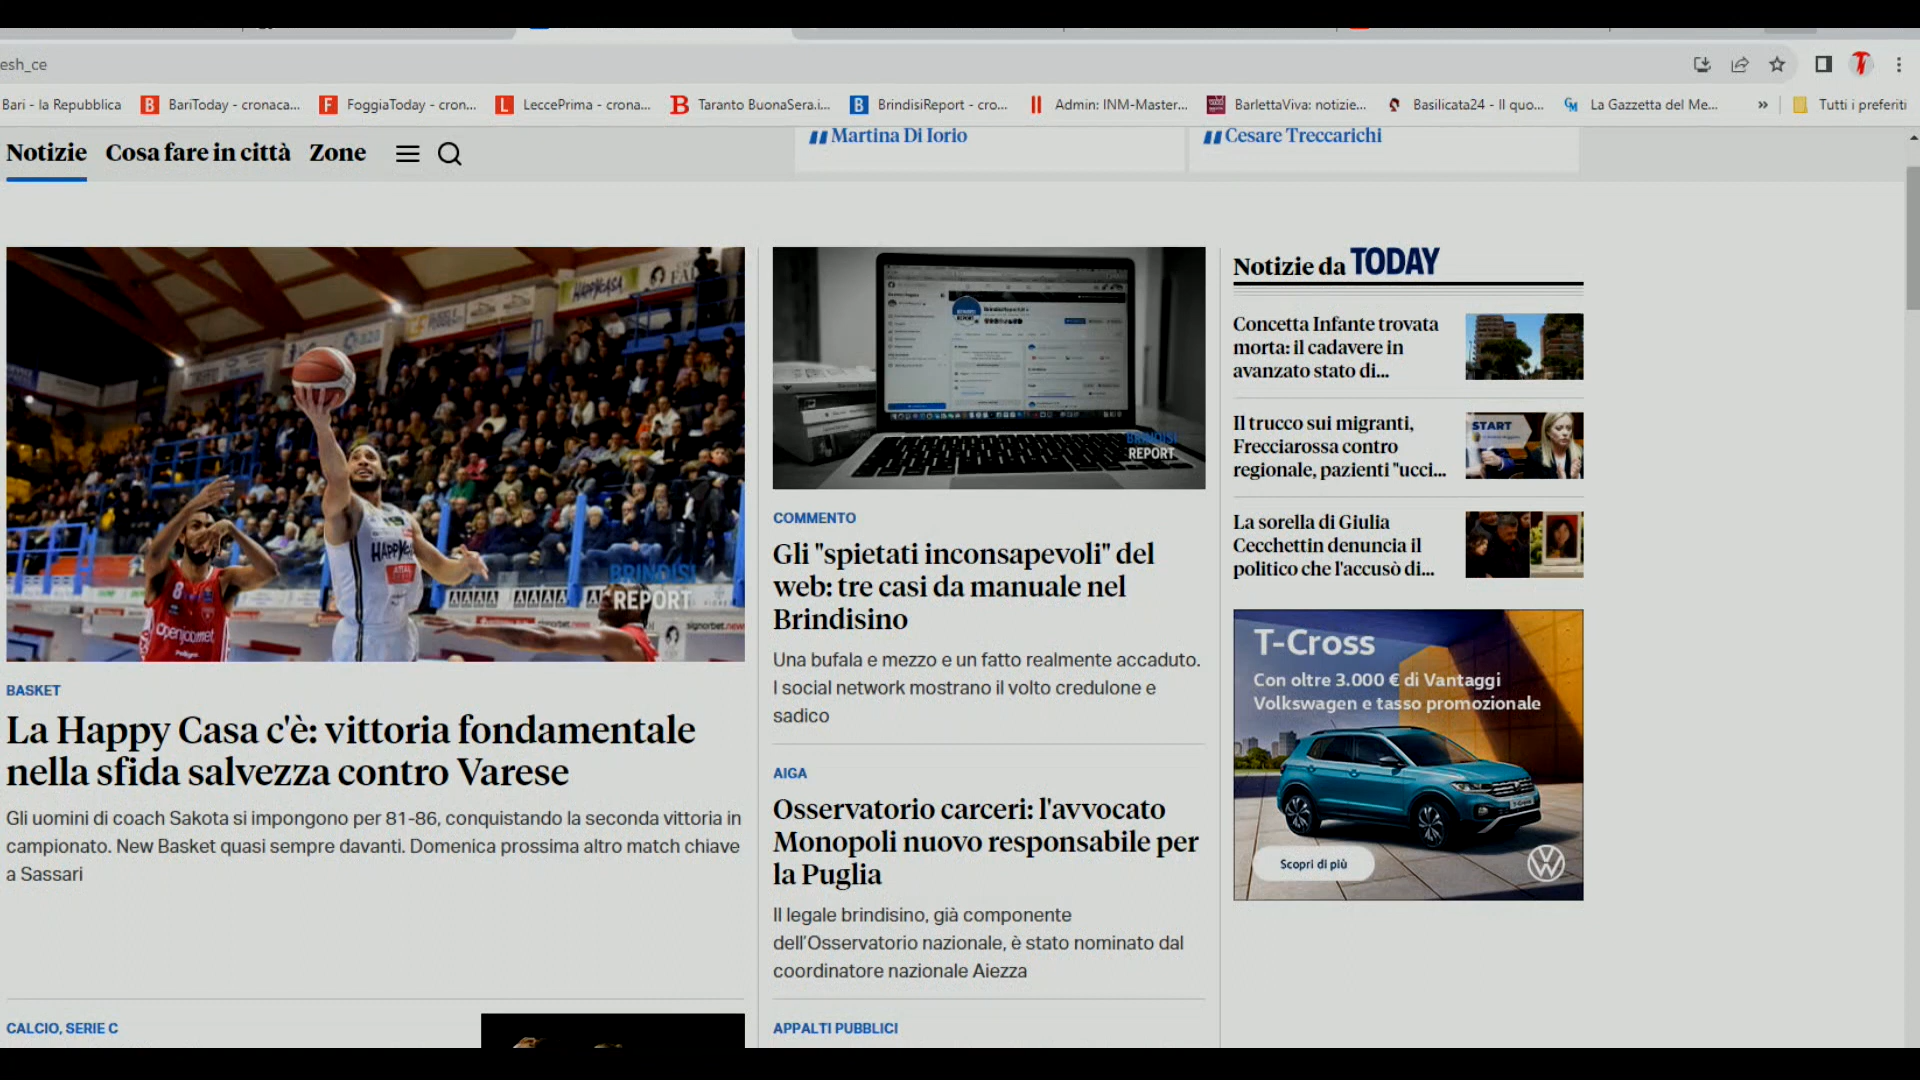 esh_ce
Bari - la Repubblica
BariToday - cronaca...
FoggiaToday - cron...
LeccePrima - crona...
Taranto BuonaSera.i...
BrindisiReport - cro...
Admin: INM-Master...
BarlettaViva: notizie...
Basilicata24 - Il quo...
La Gazzetta del Me...
»
Tutti i preferiti
Notizie
Cosa fare in città
Zone
Martina Di Iorio
Cesare Treccarichi
HAPPYCASA
HAPPY
8
openjobmet
BRINDISI
REPORT
signorbet.news
BASKET
La Happy Casa c'è: vittoria fondamentale
nella sfida salvezza contro Varese
Gli uomini di coach Sakota si impongono per 81-86, conquistando la seconda vittoria in
campionato. New Basket quasi sempre davanti. Domenica prossima altro match chiave
a Sassari
CALCIO, SERIE C
BRINDISI
REPORT
COMMENTO
Gli "spietati inconsapevoli" del
web: tre casi da manuale nel
Brindisino
Una bufala e mezzo e un fatto realmente accaduto.
I social network mostrano il volto credulone e
sadico
AIGA
Osservatorio carceri: l'avvocato
Monopoli nuovo responsabile per
la Puglia
Il legale brindisino, già componente
dell'Osservatorio nazionale, è stato nominato dal
coordinatore nazionale Aiezza
APPALTI PUBBLICI
Notizie da TODAY
Concetta Infante trovata
morta: il cadavere in
avanzato stato di...
Il trucco sui migranti,
Frecciarossa contro
regionale, pazienti "ucci...
START
La sorella di Giulia
Cecchettin denuncia il
politico che l'accusò di...
T-Cross
Con oltre 3.000 € di Vantaggi
Volkswagen e tasso promozionale
Scopri di più